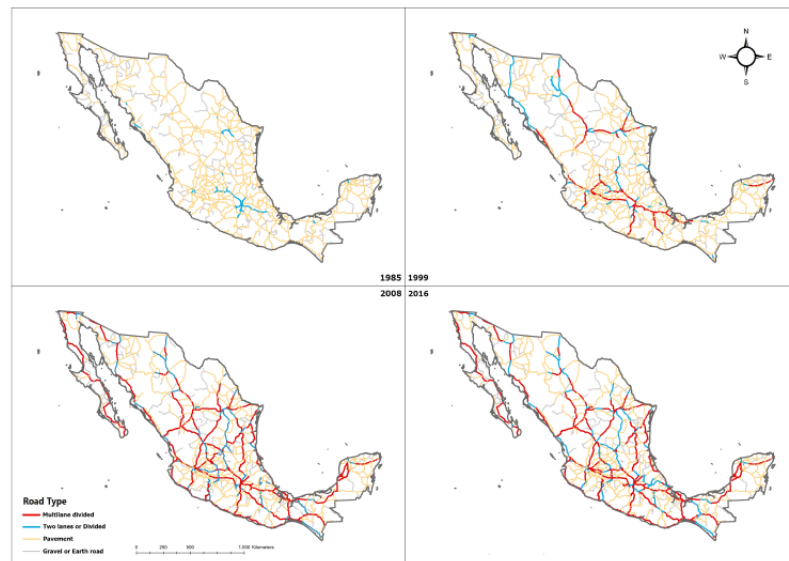 N
W E
S
1985 1999
2008 2016
Road Type
Multilane divided
Two lanes or Divided
Pavement
Gravel or Earth road
0 250 500 1,000 Kilometers